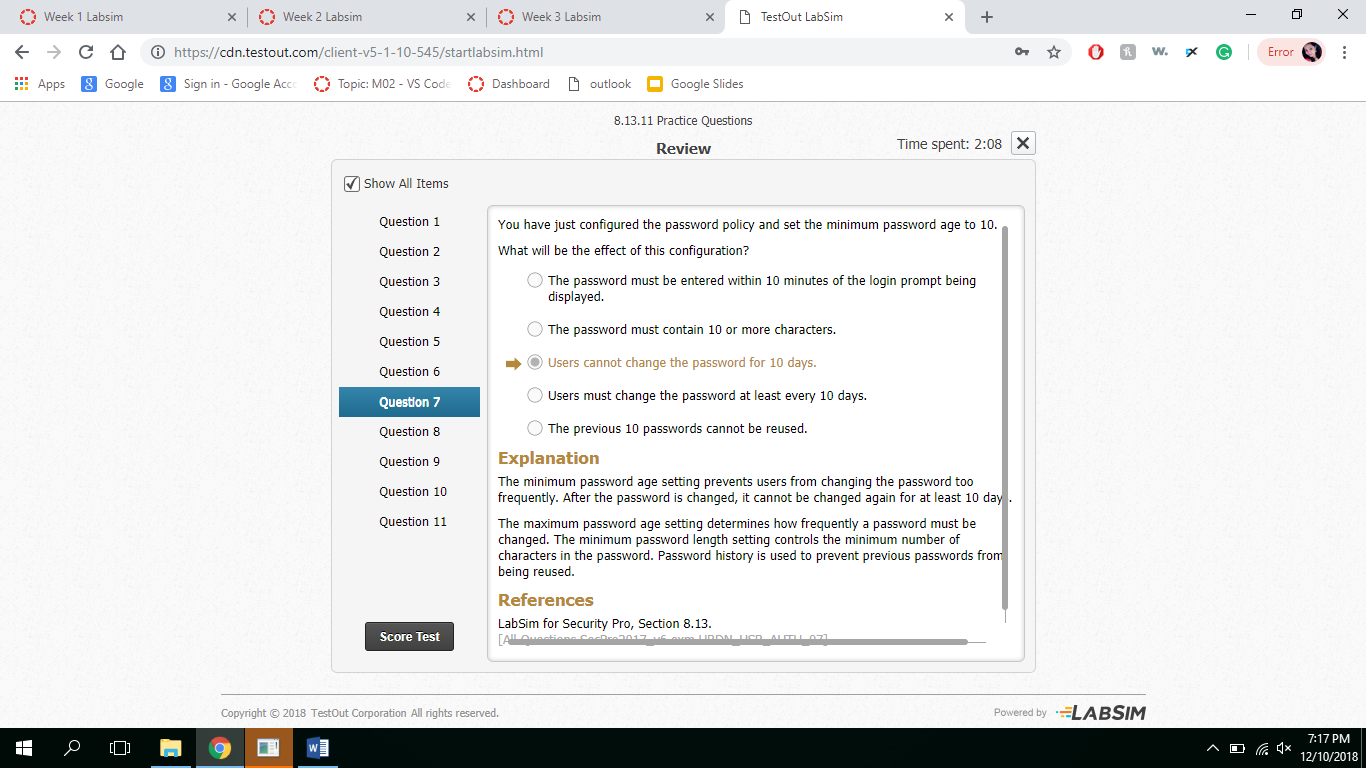 Week 1 Labsim
Week 2 Labsim
Week 3 Labsim
TestOut LabSim
https://cdn.testout.com/client-v5-1-10-545/startlabsim.html
Error
Apps
Google
Sign in - Google Acco
Topic: M02 - VS Code
Dashboard
outlook
Google Slides
8.13.11 Practice Questions
Review
Time spent: 2:08
Show All Items
Question 1
Question 2
Question 3
Question 4
Question 5
Question 6
Question 7
Question 8
Question 9
Question 10
Question 11
Score Test
You have just configured the password policy and set the minimum password age to 10.
What will be the effect of this configuration?
The password must be entered within 10 minutes of the login prompt being
displayed.
The password must contain 10 or more characters.
Users cannot change the password for 10 days.
Users must change the password at least every 10 days.
The previous 10 passwords cannot be reused.
Explanation
The minimum password age setting prevents users from changing the password too
frequently. After the password is changed, it cannot be changed again for at least 10 day .
The maximum password age setting determines how frequently a password must be
changed. The minimum password length setting controls the minimum number of
characters in the password. Password history is used to prevent previous passwords from
being reused.
References
LabSim for Security Pro, Section 8.13.
Copyright © 2018 TestOut Corporation All rights reserved.
Powered by LABSIM
7:17 PM
12/10/2018